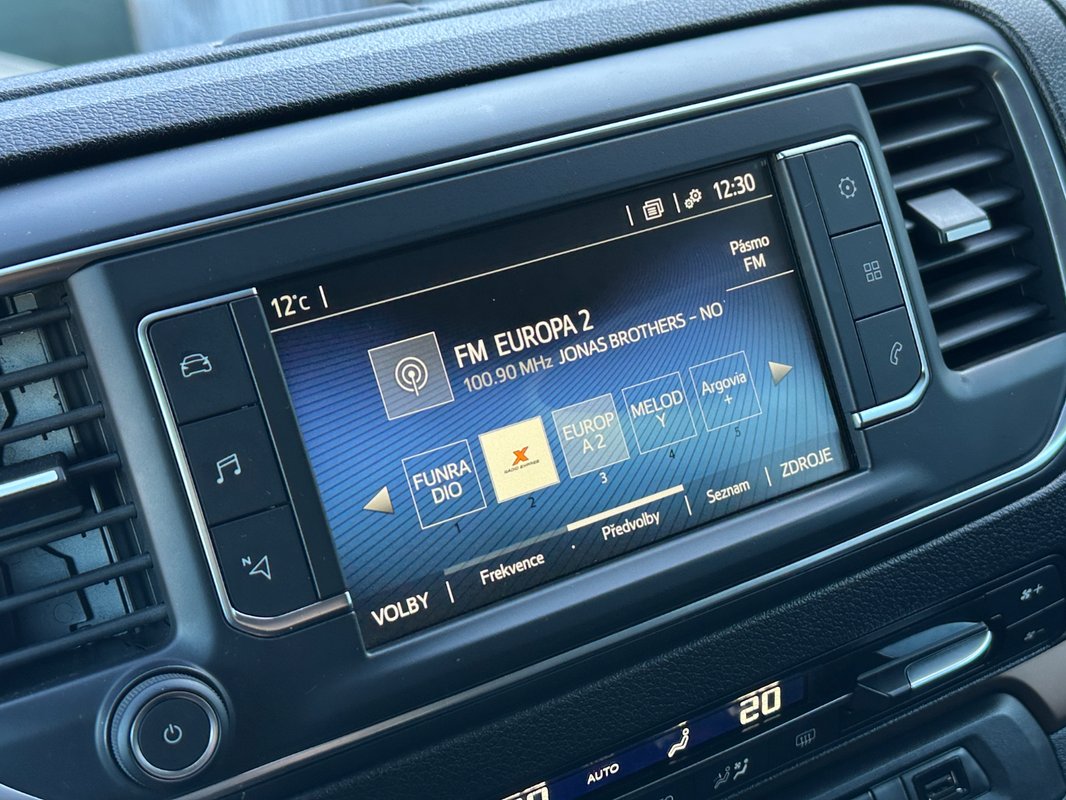 12:30
12°C
Pásmo
FM
FM EUROPA 2
100.90 MHz JONAS BROTHERS - NO
FUNRA
DIO
1
2
EUROP
A 2
3
MELOD
Y
4
Argovia
+
5
Frekvence
Předvolby
Seznam
ZDROJE
VOLBY
N
20
AUTO